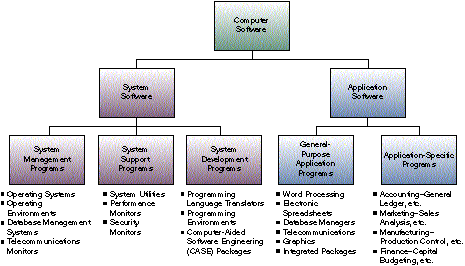 Computer
Software
System
Software
Application
Software
System
Management
Programs
System
Support
Programs
System
Development
Programs
General-
Purpose
Application
Programs
Application-Specific
Programs
Operating Systems
Operating
Environments
Database Management
Systems
Telecommunications
Monitors
System Utilities
Performance
Monitors
Security
Monitors
Programming
Language Translators
Programming
Environments
Computer-Aided
Software Engineering
(CASE) Packages
Word Processing
Electronic
Spreadsheets
Database Managers
Telecommunications
Graphics
Integrated Packages
Accounting–General
Ledger, etc.
Marketing–Sales
Analysis, etc.
Manufacturing–
Production Control, etc.
Finance–Capital
Budgeting, etc.